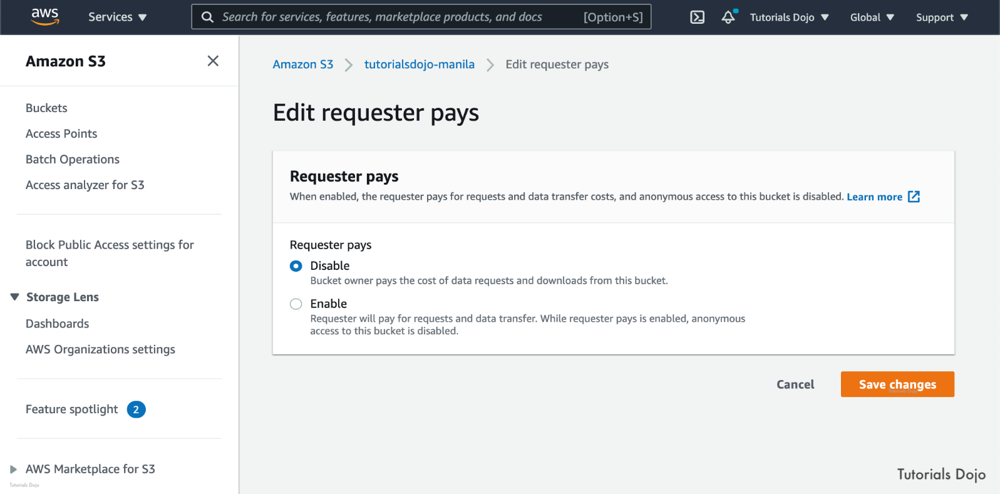 aws
Services
Search for services, features, marketplace products, and docs
[Option+S]
Tutorials Dojo
Global
Support
Amazon S3
Buckets
Access Points
Batch Operations
Access analyzer for S3
Block Public Access settings for
account
Storage Lens
Dashboards
AWS Organizations settings
Feature spotlight 2
AWS Marketplace for S3
Tutorials Dojo
Amazon S3
tutorialsdojo-manila
Edit requester pays
Edit requester pays
Requester pays
When enabled, the requester pays for requests and data transfer costs, and anonymous access to this bucket is disabled. Learn more
Requester pays
Disable
Bucket owner pays the cost of data requests and downloads from this bucket.
Enable
Requester will pay for requests and data transfer. While requester pays is enabled, anonymous
access to this bucket is disabled.
Cancel
Save changes
Tutorials Dojo
Tutorials Dojo